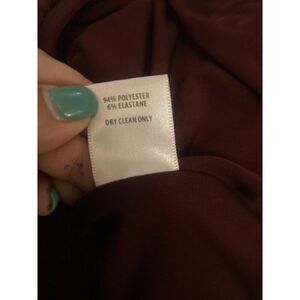 94% POLYESTER
6% ELASTANE
DRY CLEAN ONLY